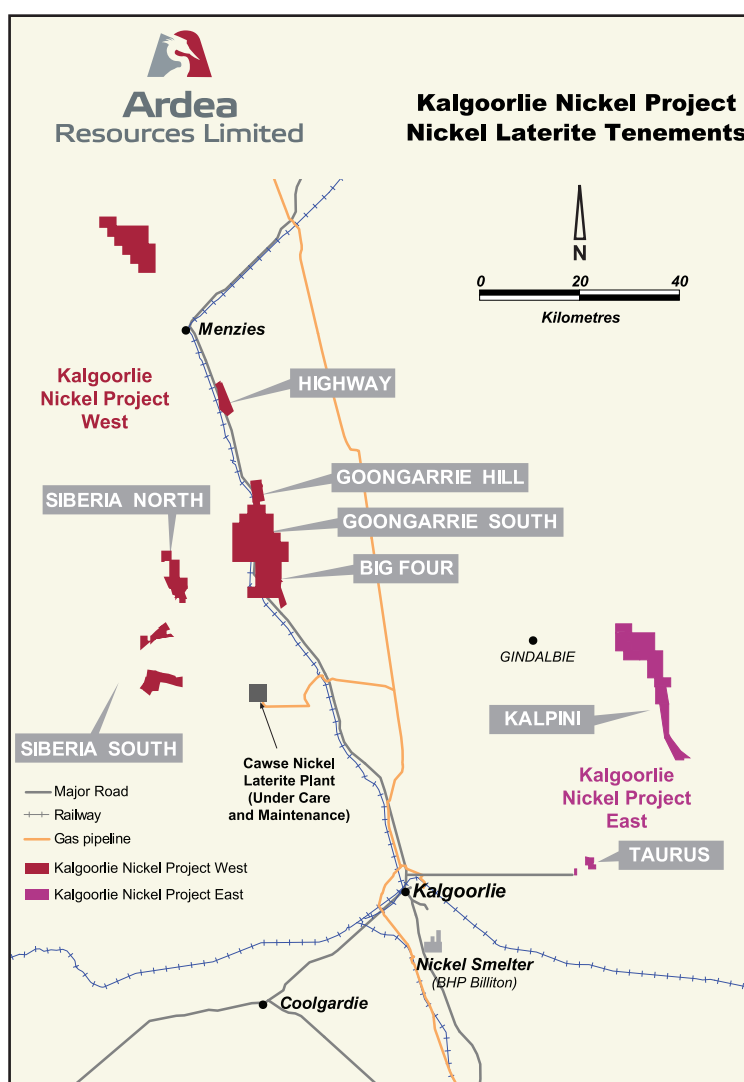 Ardea
Resources Limited
Kalgoorlie Nickel Project
Nickel Laterite Tenements
N
0 20 40
Kilometres
Menzies
Kalgoorlie
Nickel Project
West
HIGHWAY
GOONGARRIE HILL
SIBERIA NORTH
GOONGARRIE SOUTH
BIG FOUR
GINDALBIE
KALPINI
SIBERIA SOUTH
Cawse Nickel
Laterite Plant
(Under Care
and Maintenance)
Kalgoorlie
Nickel Project
East
Major Road
Railway
Gas pipeline
Kalgoorlie Nickel Project West
Kalgoorlie Nickel Project East
TAURUS
Kalgoorlie
Nickel Smelter
(BHP Billiton)
Coolgardie